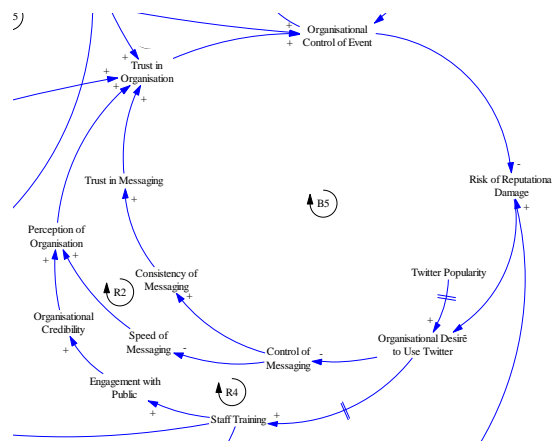 5
Organisational
Control of Event
+
+
+
Trust in
Organisation
+
+
+
+
Trust in Messaging
+
B5
-
Risk of Reputationa
Damage
+
Perception of
Organisation
+
+
R2
Consistency of
Messaging
+
Twitter Popularity
+
Organisational
Credibility
+
Speed of
Messaging
-
Control of
Messaging
-
Organisational Desire
to Use Twitter
-
Engagement with
Public
+
R4
Staff Training
+